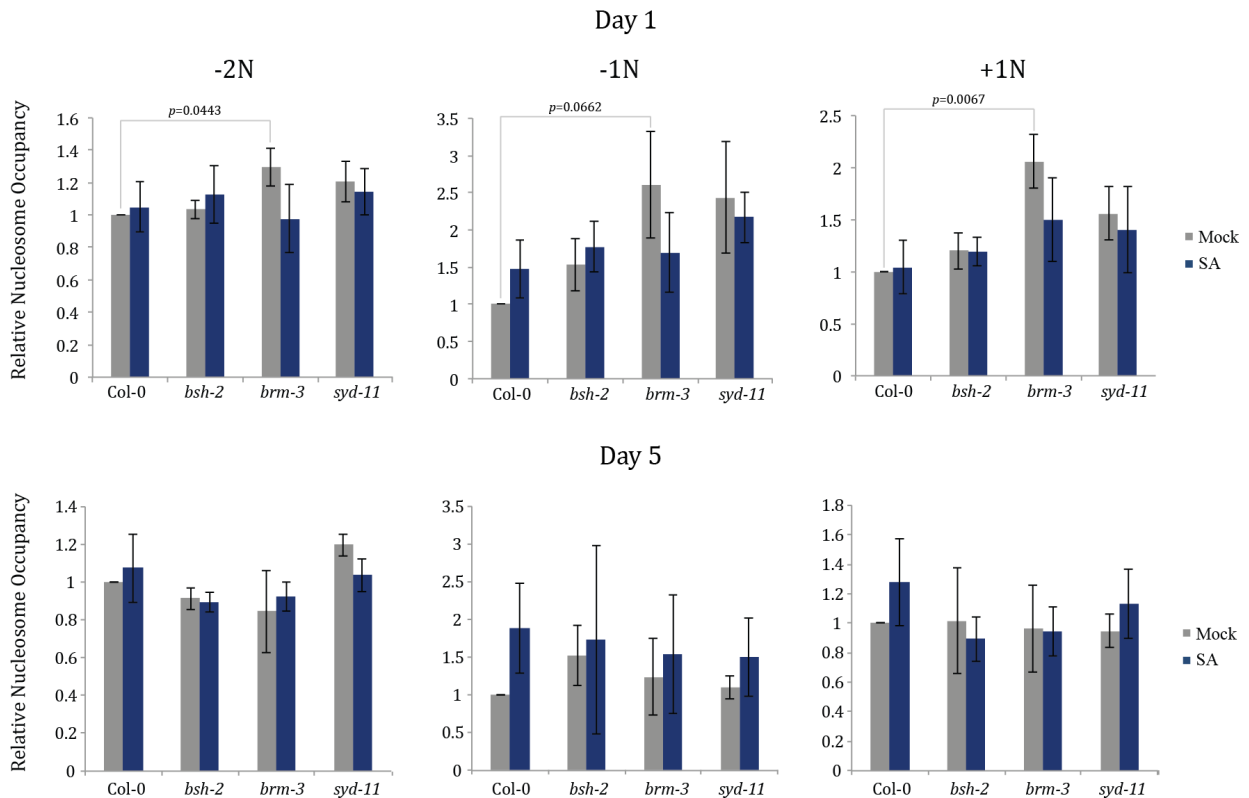 Day 1
-2N
-1N
+1N
Relative Nucleosome Occupancy
1.6
1.4
1.2
1
0.8
0.6
0.4
0.2
0
p=0.0443
Col-0 bsh-2 brm-3 syd-11
3.5
3
2.5
2
1.5
1
0.5
0
p=0.0662
Col-0 bsh-2 brm-3 syd-11
2.5
2
1.5
1
0.5
0
p=0.0067
Col-0 bsh-2 brm-3 syd-11
Mock
SA
Day 5
Relative Nucleosome Occupancy
1.4
1.2
1
0.8
0.6
0.4
0.2
0
Col-0 bsh-2 brm-3 syd-11
3.5
3
2.5
2
1.5
1
0.5
0
Col-0 bsh-2 brm-3 syd-11
1.8
1.6
1.4
1.2
1
0.8
0.6
0.4
0.2
0
Col-0 bsh-2 brm-3 syd-11
Mock
SA